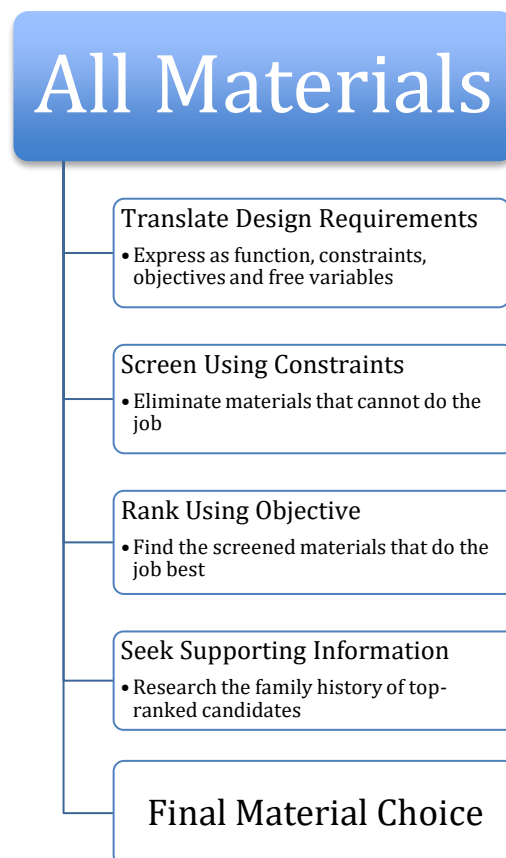 All Materials
Translate Design Requirements
• Express as function, constraints,
objectives and free variables
Screen Using Constraints
• Eliminate materials that cannot do the
job
Rank Using Objective
• Find the screened materials that do the
job best
Seek Supporting Information
• Research the family history of top-
ranked candidates
Final Material Choice